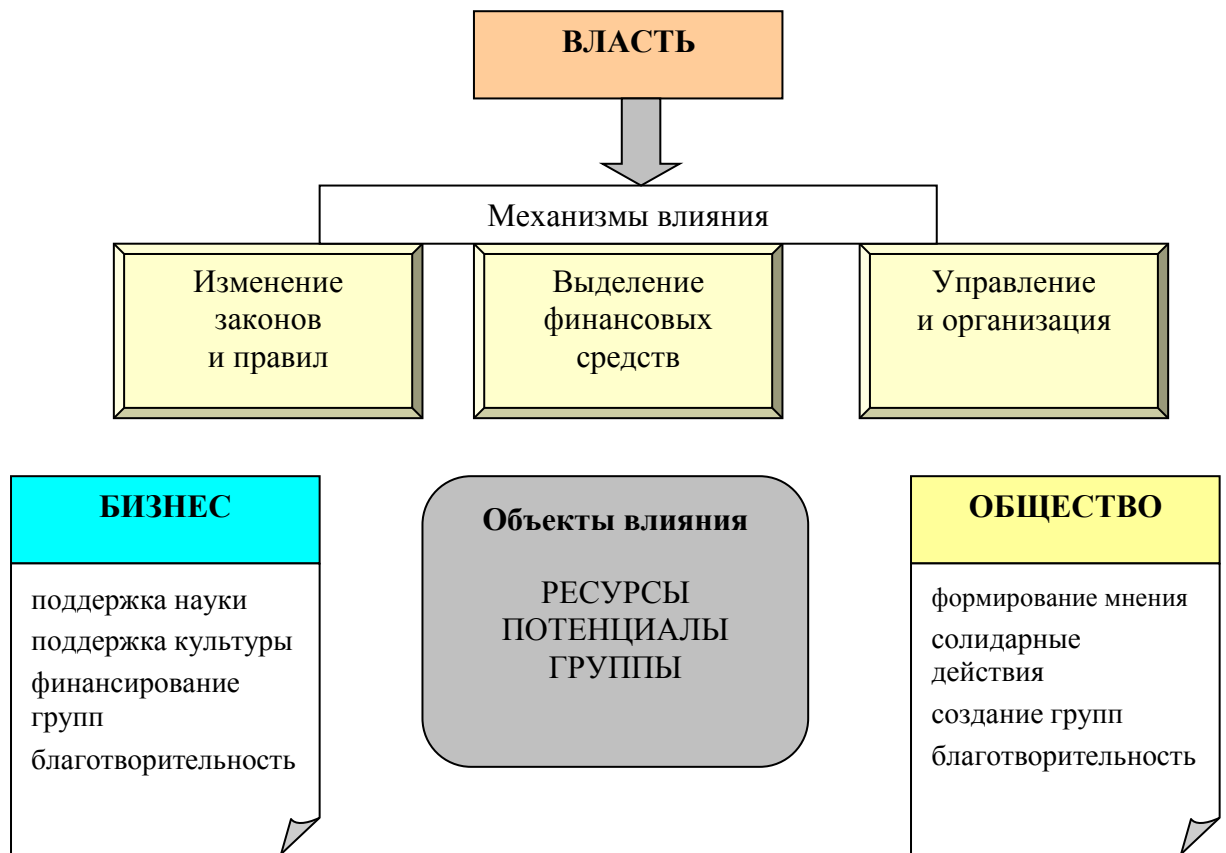 ВЛАСТЬ
Механизмы влияния
Изменение
законов
и правил
Выделение
финансовых
средств
Управление
и организация
БИЗНЕС
поддержка науки
поддержка культуры
финансирование
групп
благотворительность
Объекты влияния
РЕСУРСЫ
ПОТЕНЦИАЛЫ
ГРУППЫ
ОБЩЕСТВО
формирование мнения
солидарные
действия
создание групп
благотворительность